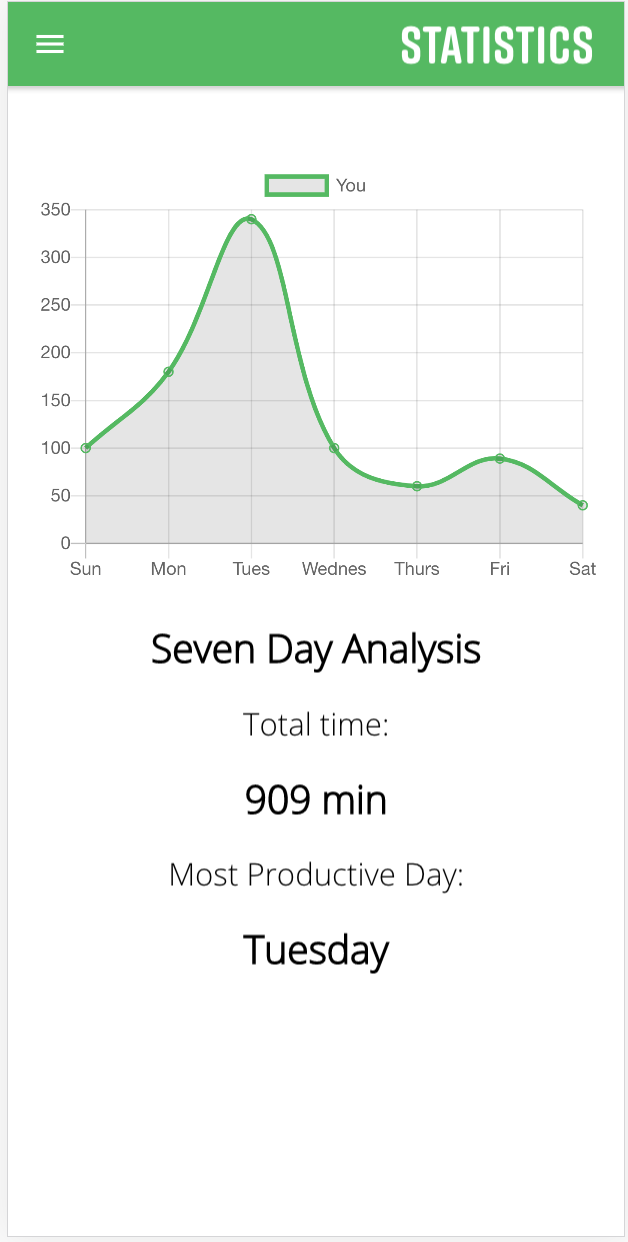 STATISTICS
You
350
300
250
200
150
100
50
0
Sun Mon Tues Wednes Thurs Fri Sat
Seven Day Analysis
Total time:
909 min
Most Productive Day:
Tuesday